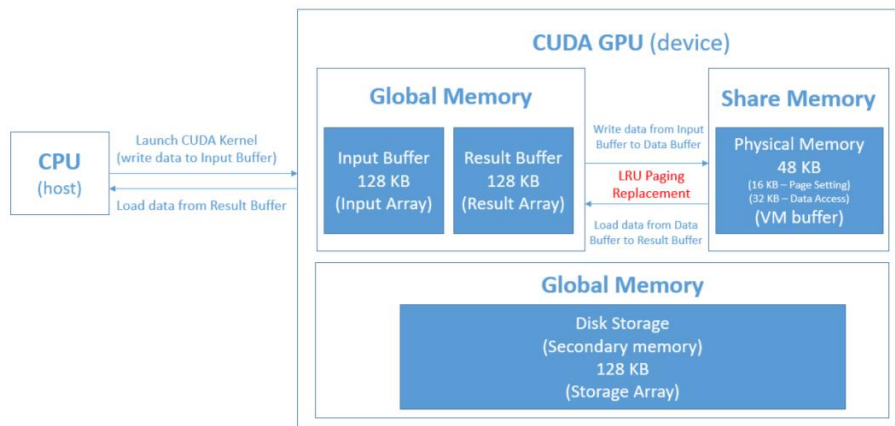 CUDA GPU (device)
Global Memory
Share Memory
CPU
(host)
Launch CUDA Kernel
(write data to Input Buffer)
Load data from Result Buffer
Input Buffer
128 KB
(Input Array)
Result Buffer
128 KB
(Result Array)
Write data from Input
Buffer to Data Buffer
LRU Paging
Replacement
Load data from Data
Buffer to Result Buffer
Physical Memory
48 KB
(16 KB – Page Setting)
(32 KB – Data Access)
(VM buffer)
Global Memory
Disk Storage
(Secondary memory)
128 KB
(Storage Array)